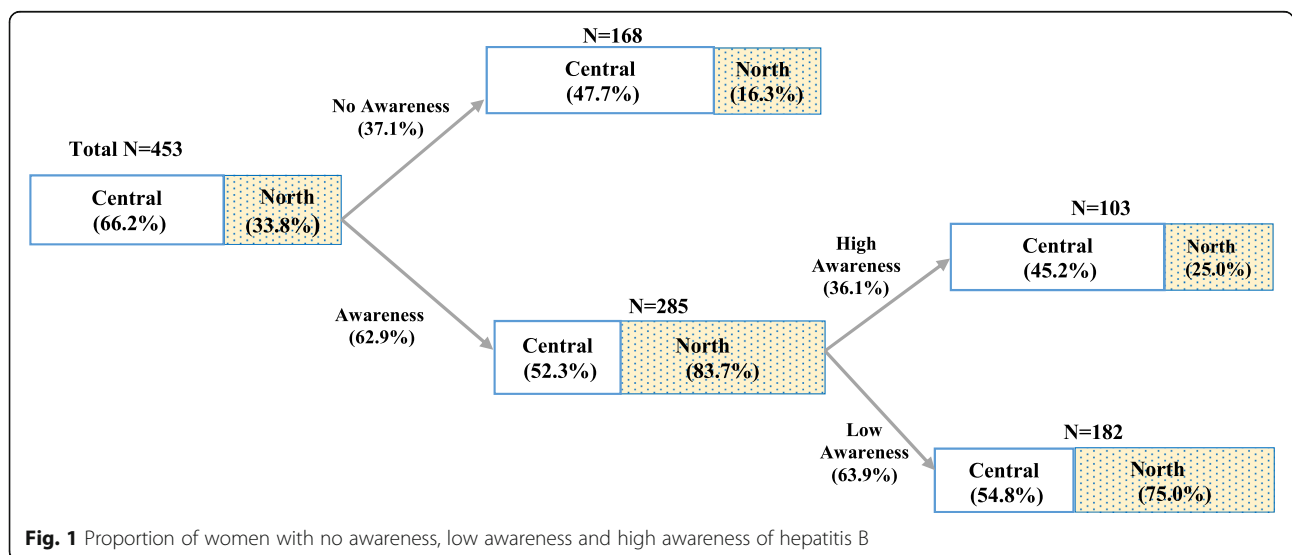 N=168
Central
(47.7%)
North
(16.3%)
No Awareness
(37.1%)
Total N=453
Central
(66.2%)
North
(33.8%)
Awareness
(62.9%)
N=285
Central
(52.3%)
North
(83.7%)
High
Awareness
(36.1%)
N=103
Central
(45.2%)
North
(25.0%)
Low
Awareness
(63.9%)
N=182
Central
(54.8%)
North
(75.0%)
Fig. 1 Proportion of women with no awareness, low awareness and high awareness of hepatitis B